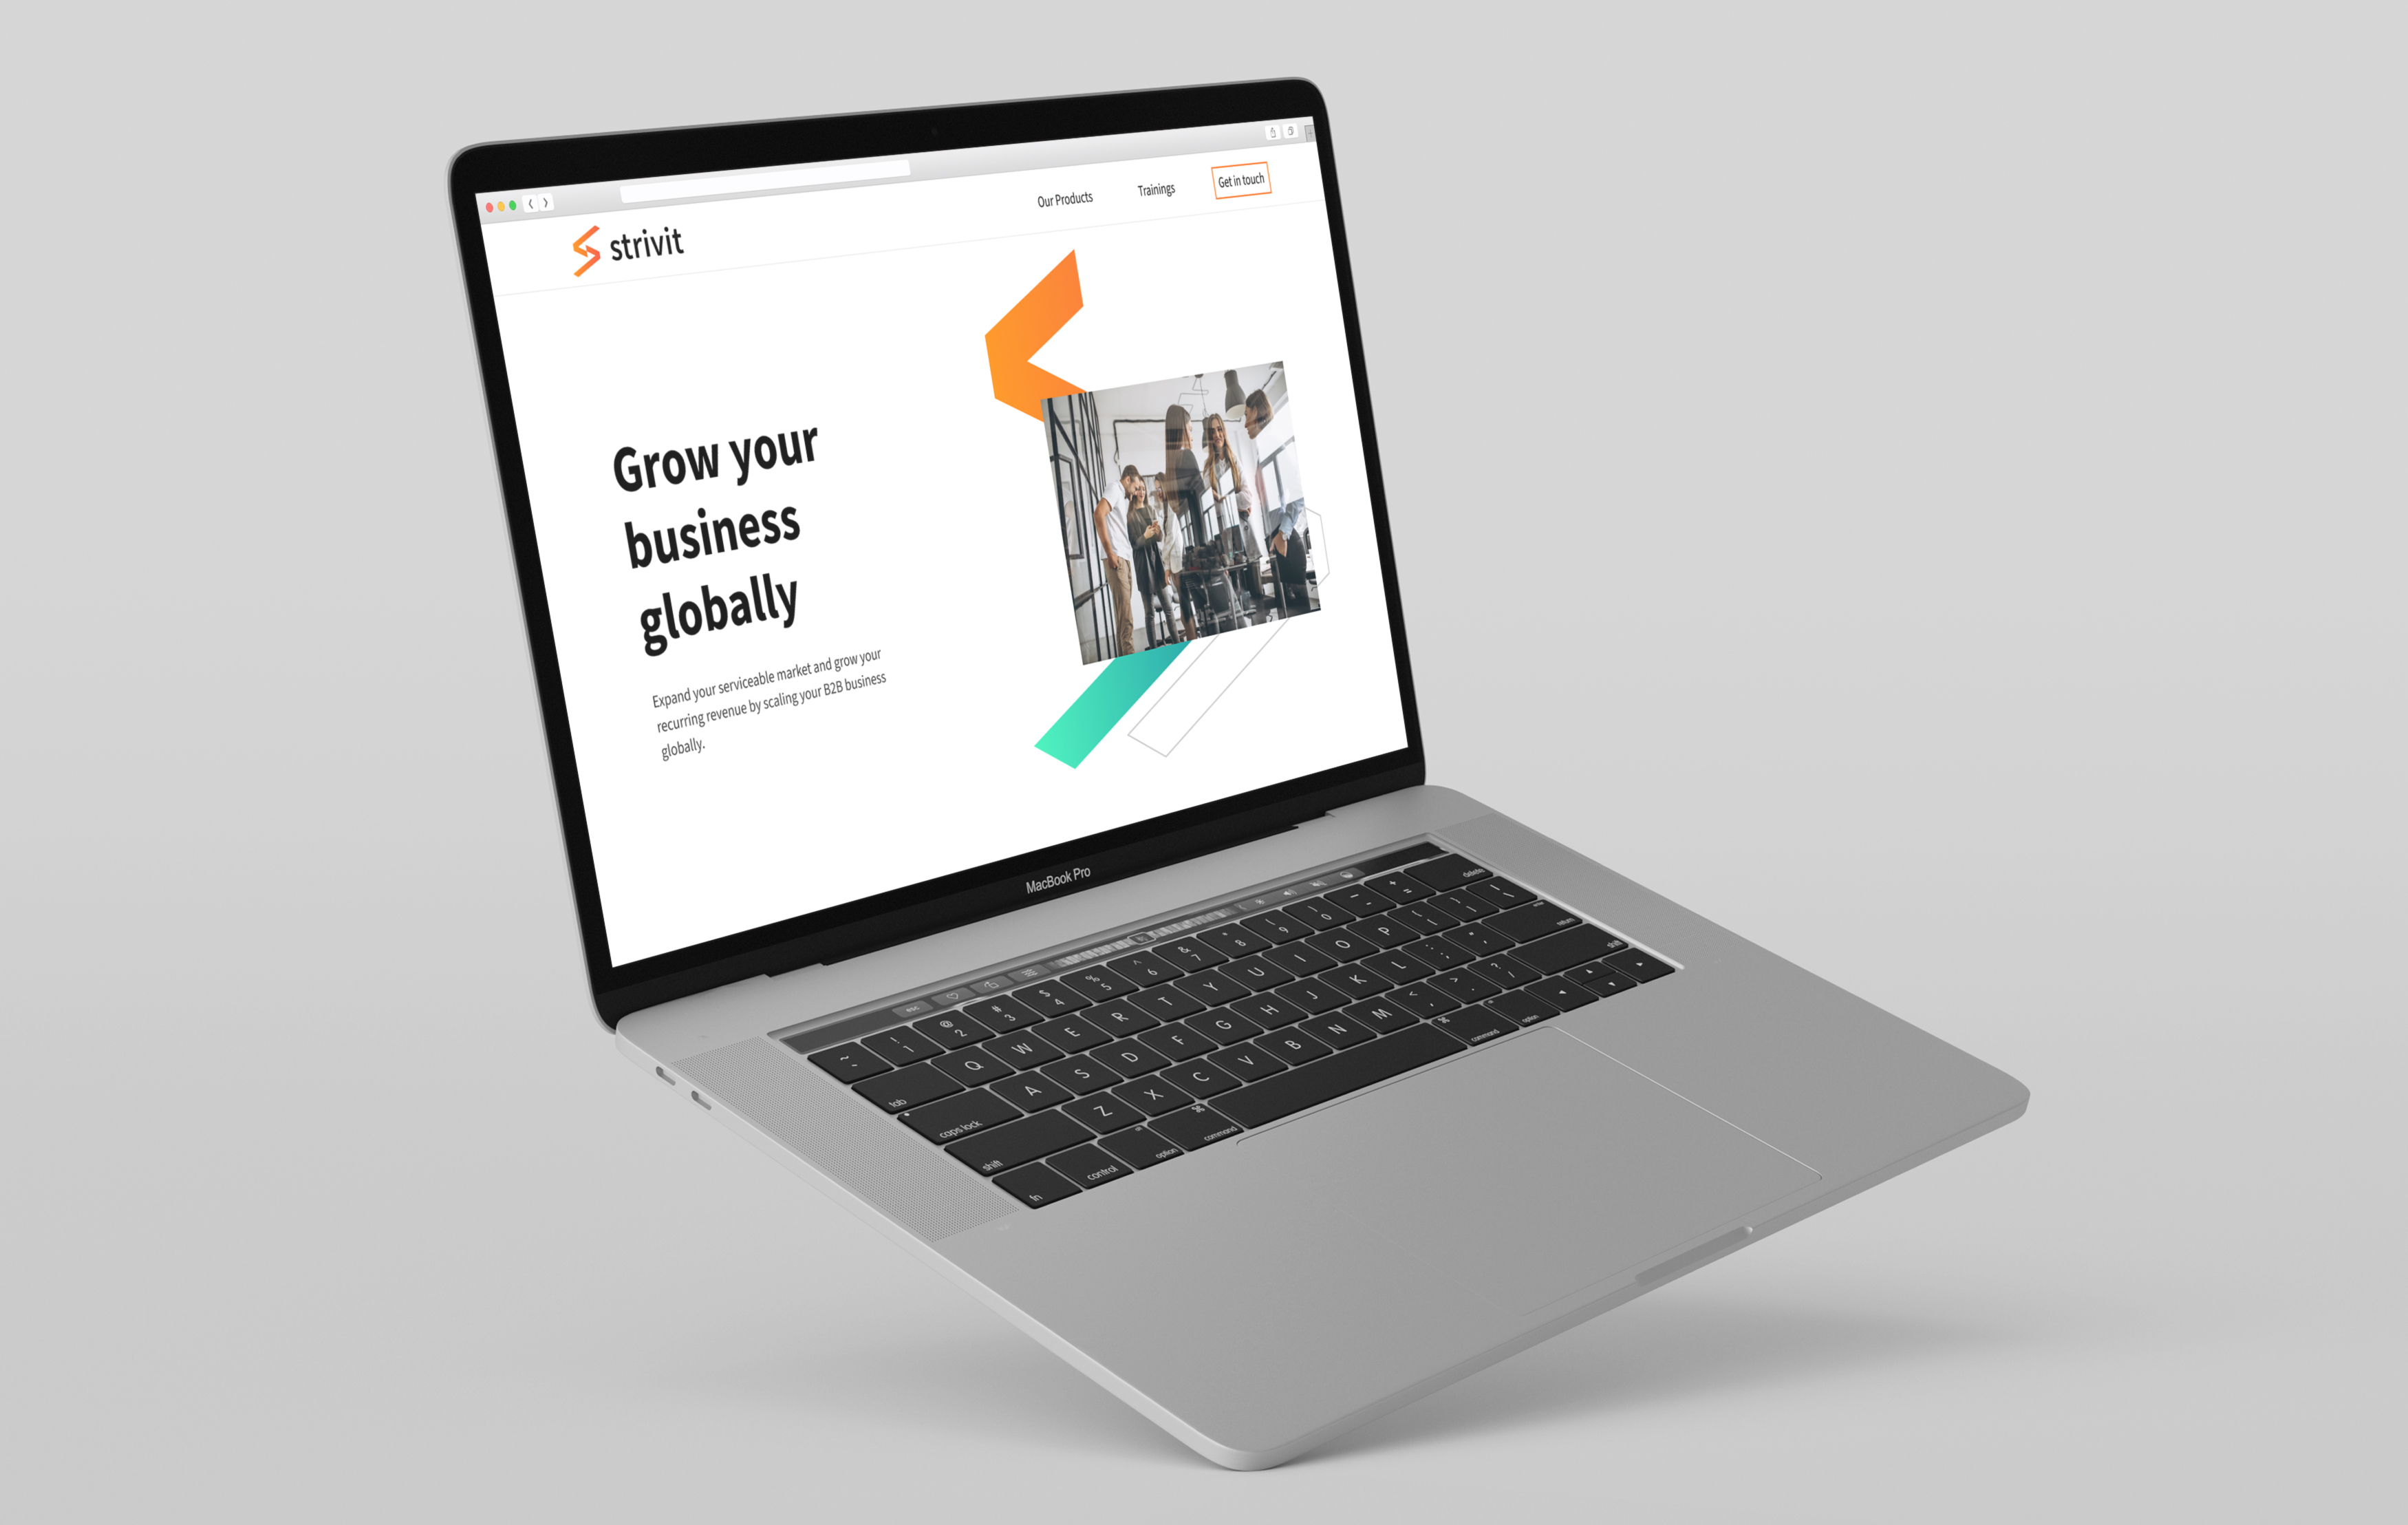 Our Products
Trainings
Get in touch
strivit
Grow your
business
globally
Expand your serviceable market and grow your
recurring revenue by scaling your B2B business
globally.
MacBook Pro
esc
~ ! @ # $ % ^ & * ( ) _ + delete
` 1 2 3 4 5 6 7 8 9 0 - =
tab Q W E R T Y U I O P { } |
[ ] \
caps lock A S D F G H J K L : " enter
; ' return
shift Z X C V B N M < > ? shift
, . /
fn control option ⌘ command ⌘ command option